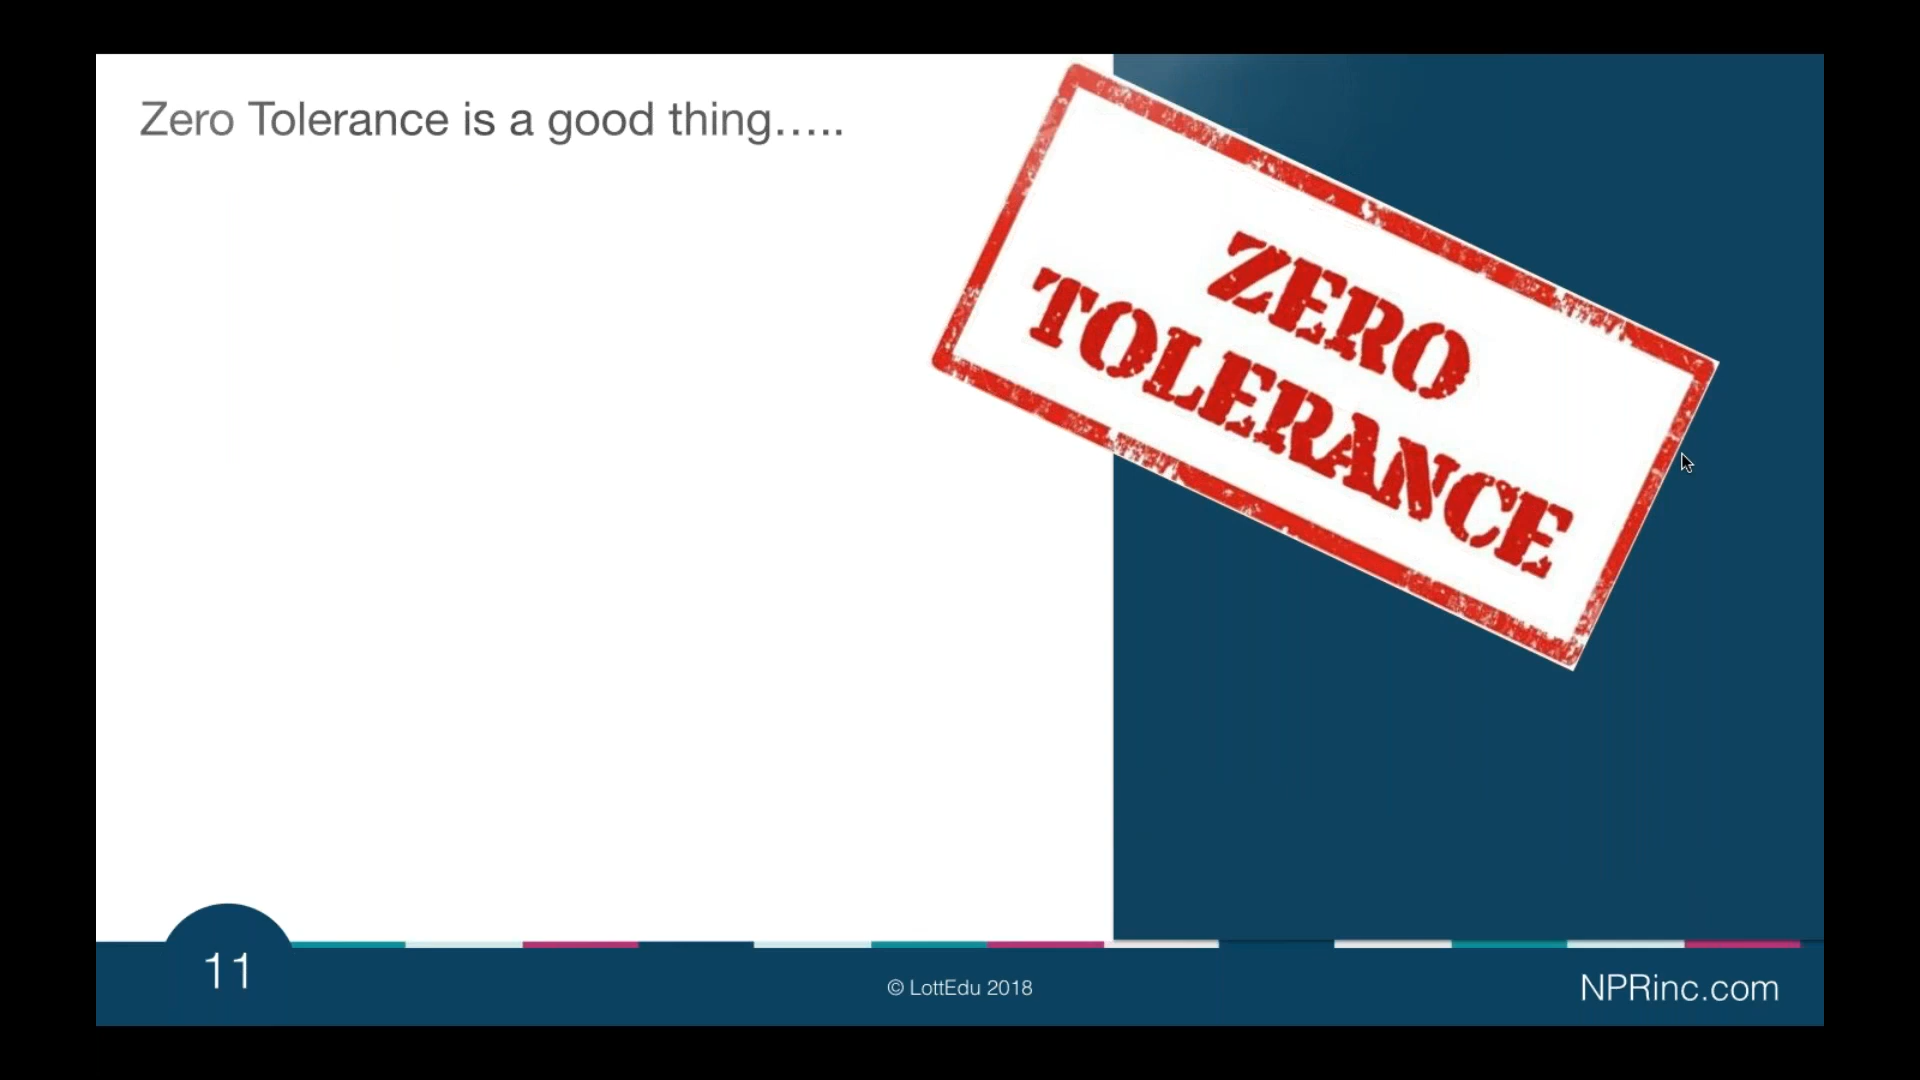 Zero Tolerance is a good thing…..
ZERO
TOLERANCE
11
© LottEdu 2018
NPRinc.com